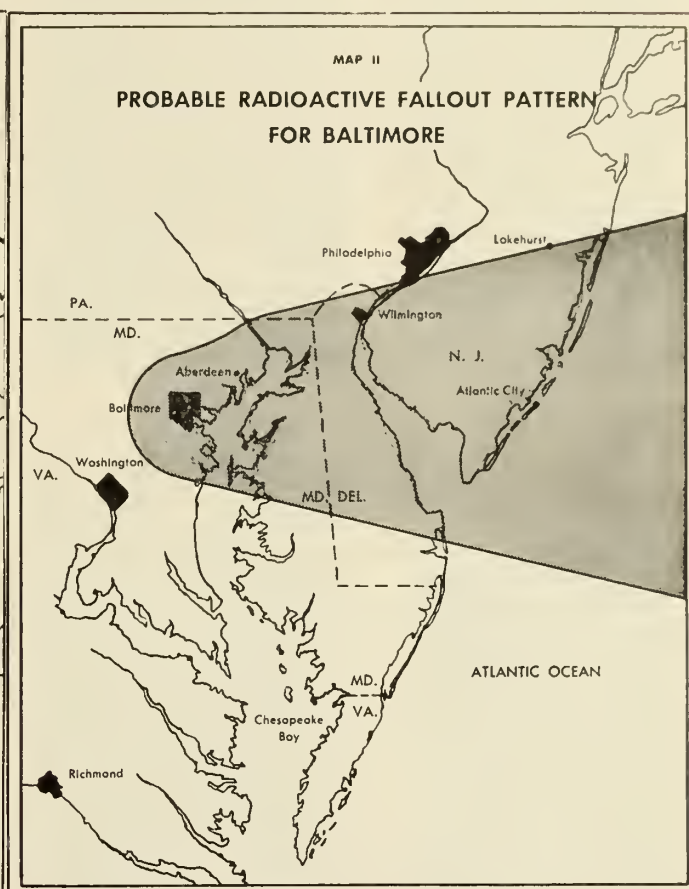 MAP II
PROBABLE RADIOACTIVE FALLOUT PATTERN
FOR BALTIMORE
Lakehurst
Philadelphia
PA.
Wilmington
MD.
N. J.
Aberdeen
Atlantic City
Baltimore
VA.
Washington
MD. DEL.
ATLANTIC OCEAN
MD.
VA.
Chesapeake
Bay
Richmond